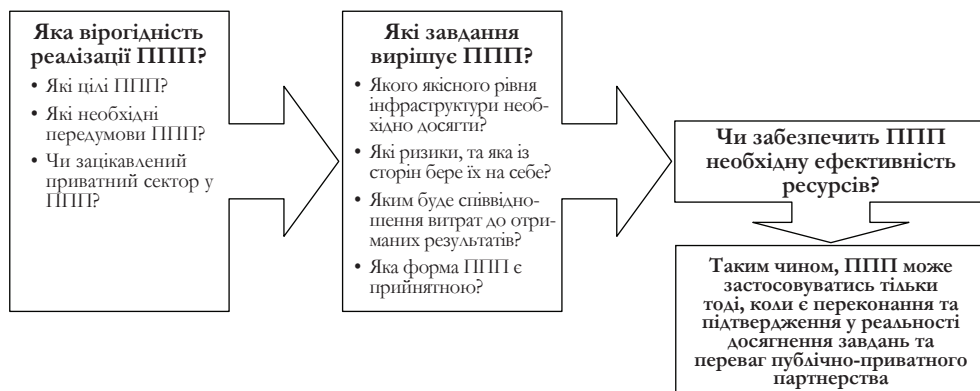 Яка вірогідність
реалізації ППП?
• Які цілі ППП?
• Які необхідні
передумови ППП?
• Чи зацікавлений
приватний сектор у
ППП?
Які завдання
вирішує ППП?
• Якого якісного рівня
інфраструктури необ-
хідно досягти?
• Які ризики, та яка із
сторін бере їх на себе?
• Яким буде співвідно-
шення витрат до отри-
маних результатів?
• Яка форма ППП є
прийнятною?
Чи забезпечить ППП
необхідну ефективність
ресурсів?
Таким чином, ППП може
застосовуватись тільки
тоді, коли є переконання та
підтвердження у реальності
досягнення завдань та
переваг публічно-приватного
партнерства